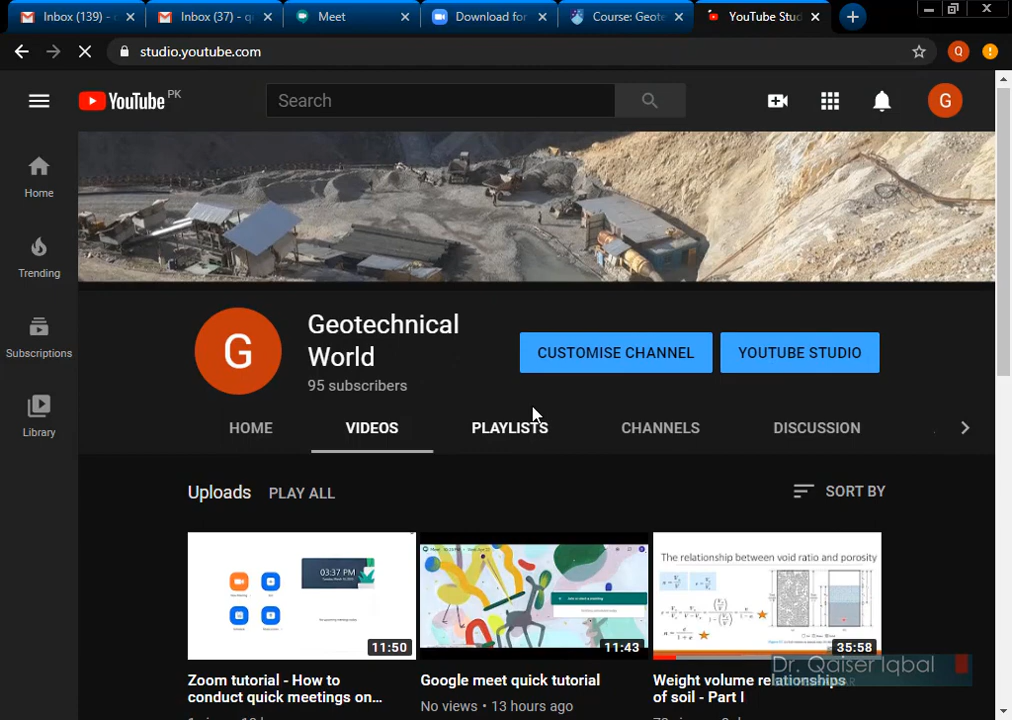 Inbox (139) -
Inbox (37) - q
Meet
Download for
Course: Geote
YouTube Stud
studio.youtube.com
Q
YouTube PK
Search
G
Home
Trending
Subscriptions
Library
G
Geotechnical
World
95 subscribers
CUSTOMISE CHANNEL
YOUTUBE STUDIO
HOME
VIDEOS
PLAYLISTS
CHANNELS
DISCUSSION
Uploads
PLAY ALL
SORT BY
03:37 PM
11:50
11:43
The relationship between void ratio and porosity
35:58
Dr. Qaiser Iqbal
Zoom tutorial - How to
conduct quick meetings on...
Google meet quick tutorial
No views • 13 hours ago
Weight volume relationships
of soil - Part I